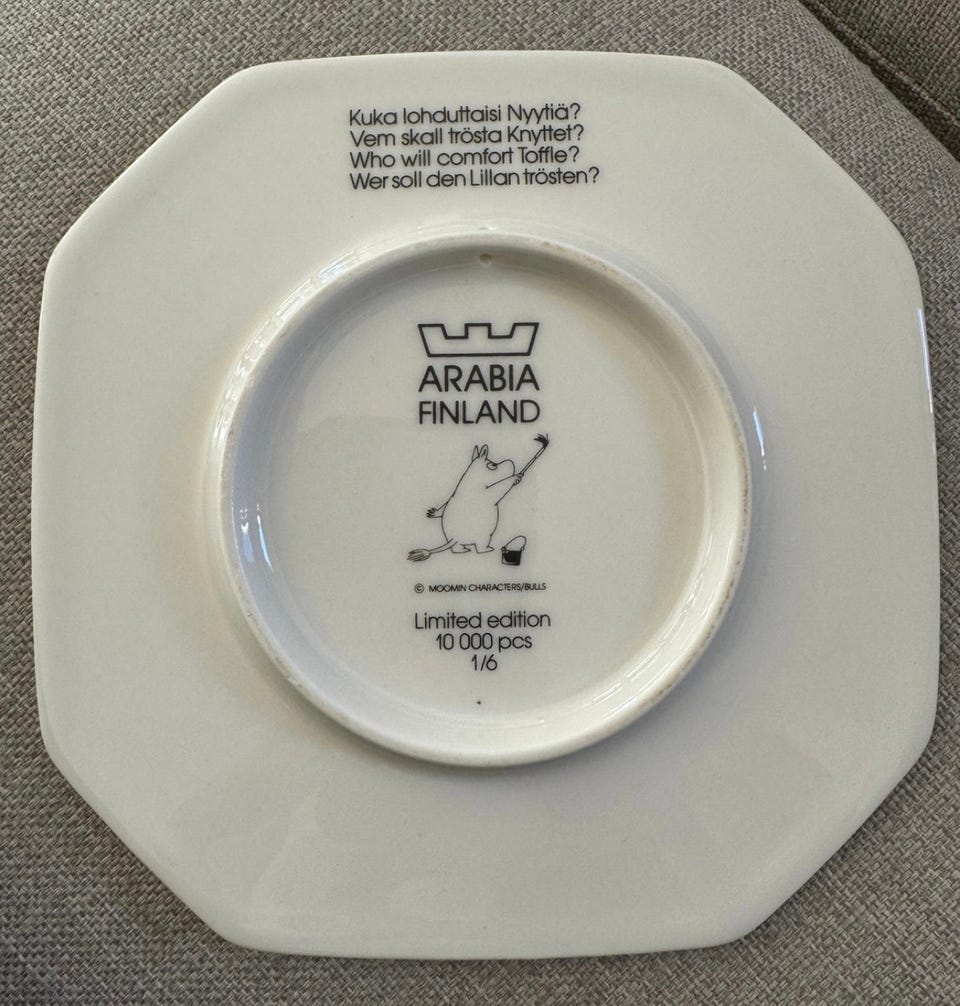 Kuka lohduttaisi Nyytiä?
Vem skall trösta Knyttet?
Who will comfort Toffle?
Wer soll den Lillan trösten?
ARABIA
FINLAND
© MOOMIN CHARACTERS/BULLS
Limited edition
10 000 pcs
1/6